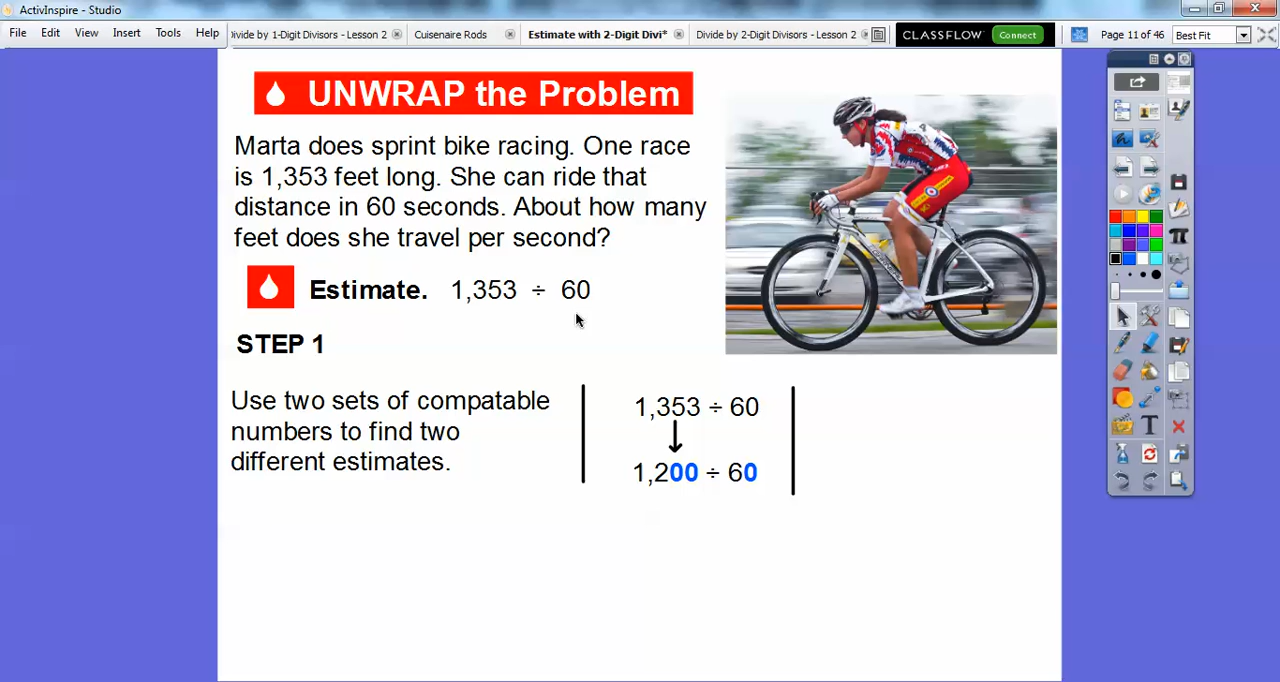 ActivInspire - Studio
File Edit View Insert Tools Help
Divide by 1-Digit Divisors - Lesson 2
Cuisenaire Rods
Estimate with 2-Digit Divi*
Divide by 2-Digit Divisors - Lesson 2
CLASSFLOW Connect
Page 11 of 46
Best Fit
UNWRAP the Problem
Marta does sprint bike racing. One race
is 1,353 feet long. She can ride that
distance in 60 seconds. About how many
feet does she travel per second?
Estimate. 1,353 ÷ 60
STEP 1
Use two sets of compatable
numbers to find two
different estimates.
1,353 ÷ 60
1,200 ÷ 60